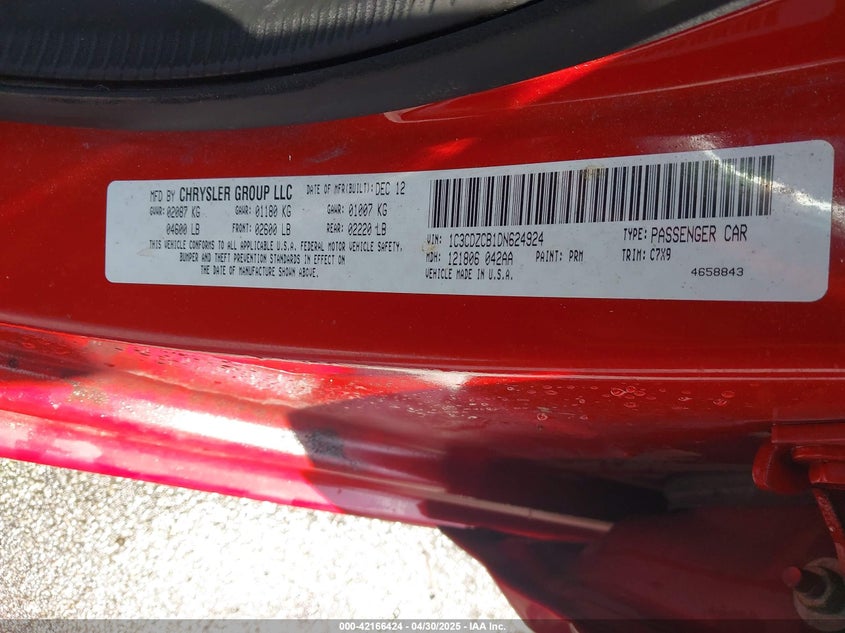 MFD BY CHRYSLER GROUP LLC DATE OF MFR(BUILT): DEC 12
GVWR: 02087 KG GAWR: 01180 KG GAWR: 01007 KG
04600 LB FRONT: 02600 LB REAR: 02220 LB
THIS VEHICLE CONFORMS TO ALL APPLICABLE U.S.A. FEDERAL MOTOR VEHICLE SAFETY,
BUMPER AND THEFT PREVENTION STANDARDS IN EFFECT ON
THE DATE OF MANUFACTURE SHOWN ABOVE.
VIN: 1C3CDZCB1DN624924 TYPE: PASSENGER CAR
MDH: 121806 042AA PAINT: PRM TRIM: C7X9
VEHICLE MADE IN U.S.A. 4658843
000-42166424 - 04/30/2025 - IAA Inc.